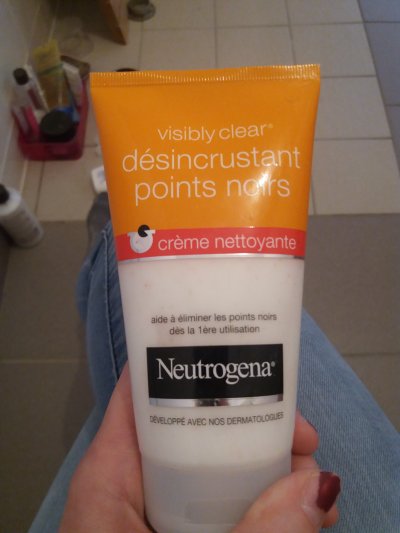 visibly clear®
désincrustant
points noirs
crème nettoyante
aide à éliminer les points noirs
dès la 1ère utilisation
Neutrogena®
DÉVELOPPÉ AVEC NOS DERMATOLOGUES